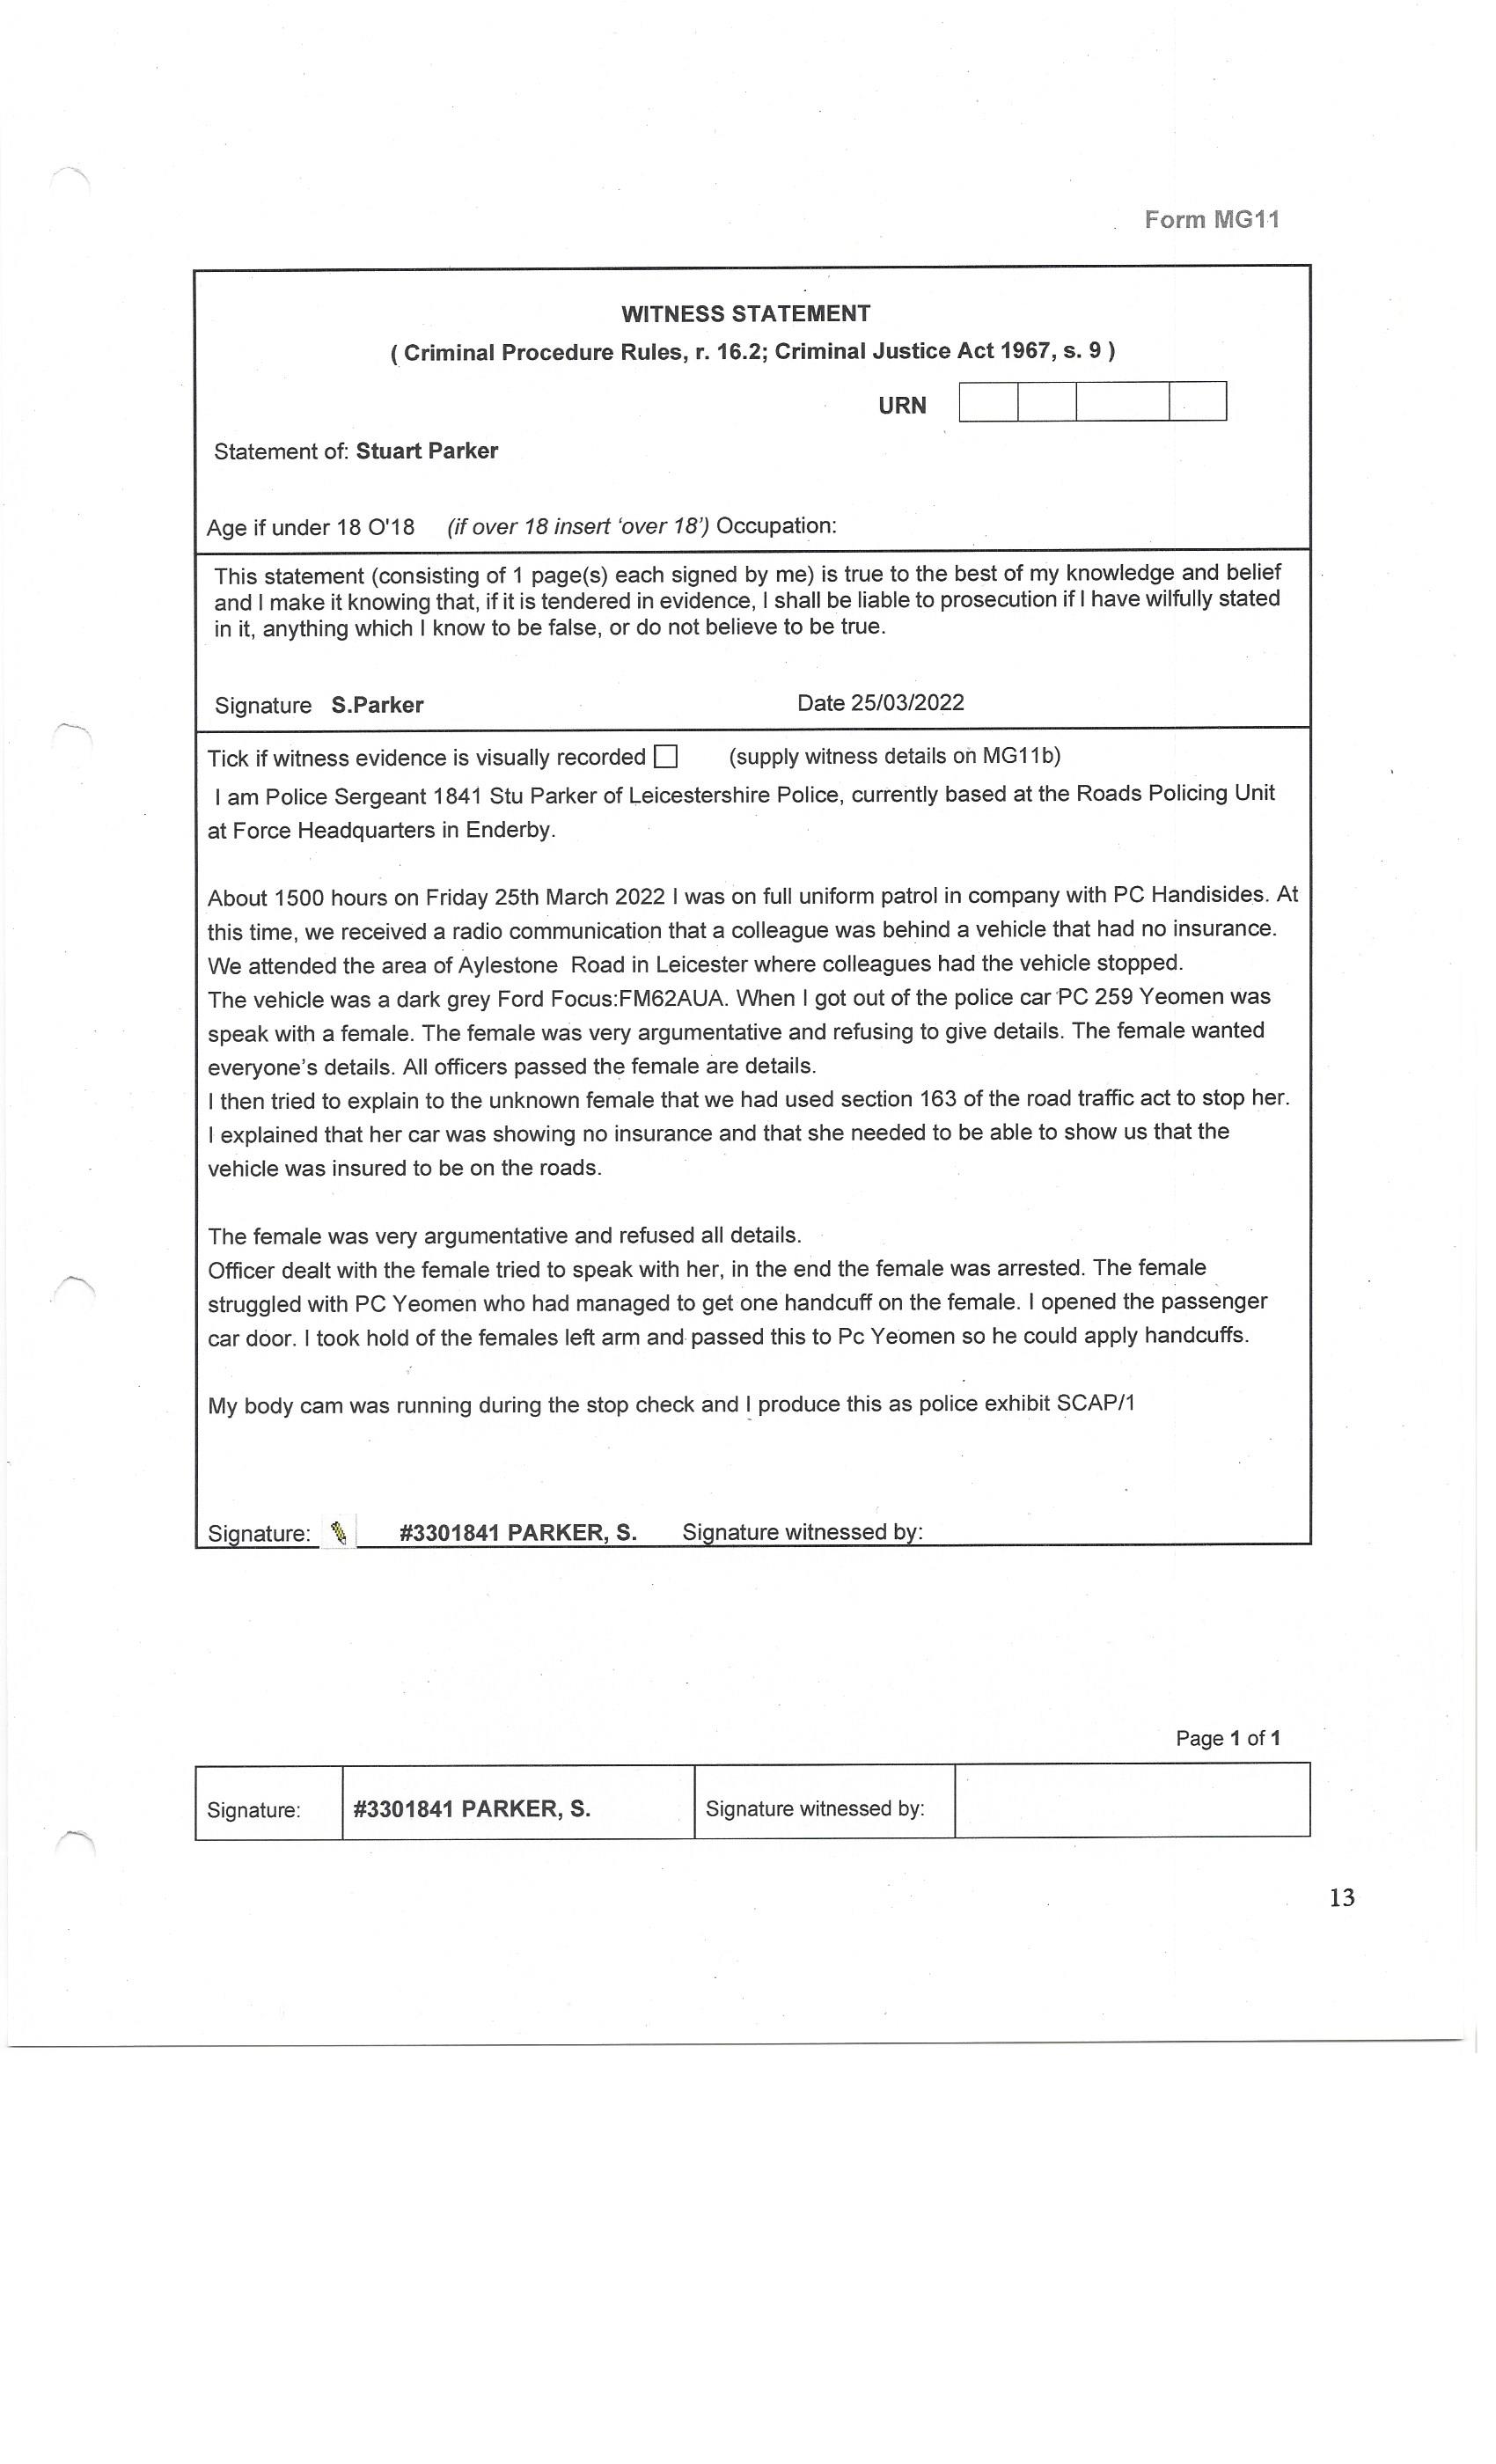 Form MG11
WITNESS STATEMENT
( Criminal Procedure Rules, r. 16.2; Criminal Justice Act 1967, s. 9 )
URN
Statement of: Stuart Parker
Age if under 18 O'18 (if over 18 insert ‘over 18’) Occupation:
This statement (consisting of 1 page(s) each signed by me) is true to the best of my knowledge and belief
and I make it knowing that, if it is tendered in evidence, I shall be liable to prosecution if I have wilfully stated
in it, anything which I know to be false, or do not believe to be true.
Signature S.Parker Date 25/03/2022
Tick if witness evidence is visually recorded (supply witness details on MG11b)
I am Police Sergeant 1841 Stu Parker of Leicestershire Police, currently based at the Roads Policing Unit
at Force Headquarters in Enderby.
About 1500 hours on Friday 25th March 2022 I was on full uniform patrol in company with PC Handisides. At
this time, we received a radio communication that a colleague was behind a vehicle that had no insurance.
We attended the area of Aylestone Road in Leicester where colleagues had the vehicle stopped.
The vehicle was a dark grey Ford Focus:FM62AUA. When I got out of the police car PC 259 Yeomen was
speak with a female. The female was very argumentative and refusing to give details. The female wanted
everyone’s details. All officers passed the female are details.
I then tried to explain to the unknown female that we had used section 163 of the road traffic act to stop her.
I explained that her car was showing no insurance and that she needed to be able to show us that the
vehicle was insured to be on the roads.
The female was very argumentative and refused all details.
Officer dealt with the female tried to speak with her, in the end the female was arrested. The female
struggled with PC Yeomen who had managed to get one handcuff on the female. I opened the passenger
car door. I took hold of the females left arm and passed this to Pc Yeomen so he could apply handcuffs.
My body cam was running during the stop check and I produce this as police exhibit SCAP/1
Signature: #3301841 PARKER, S. Signature witnessed by:
Page 1 of 1
Signature: #3301841 PARKER, S. Signature witnessed by:
13